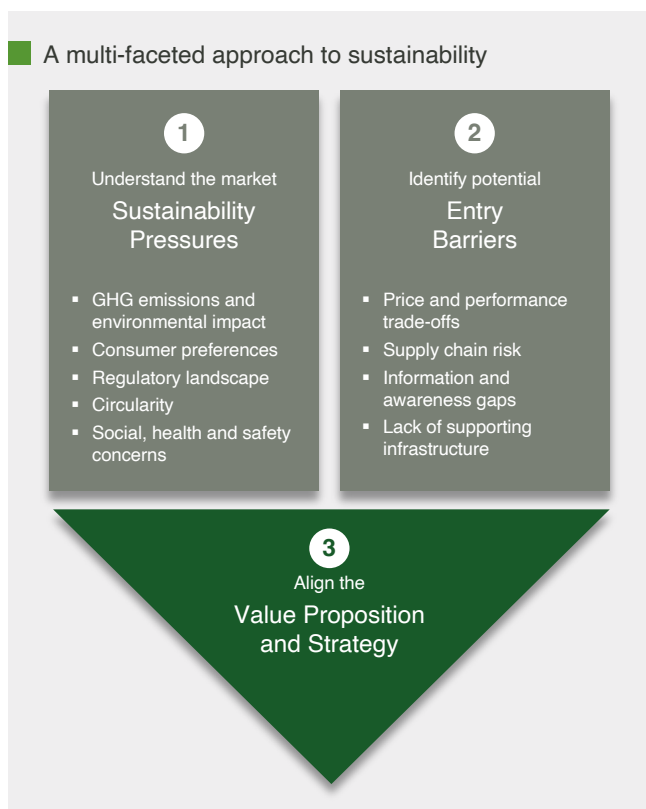 A multi-faceted approach to sustainability
1
Understand the market
Sustainability
Pressures
▪ GHG emissions and
environmental impact
▪ Consumer preferences
▪ Regulatory landscape
▪ Circularity
▪ Social, health and safety
concerns
2
Identify potential
Entry
Barriers
▪ Price and performance
trade-offs
▪ Supply chain risk
▪ Information and
awareness gaps
▪ Lack of supporting
infrastructure
3
Align the
Value Proposition
and Strategy